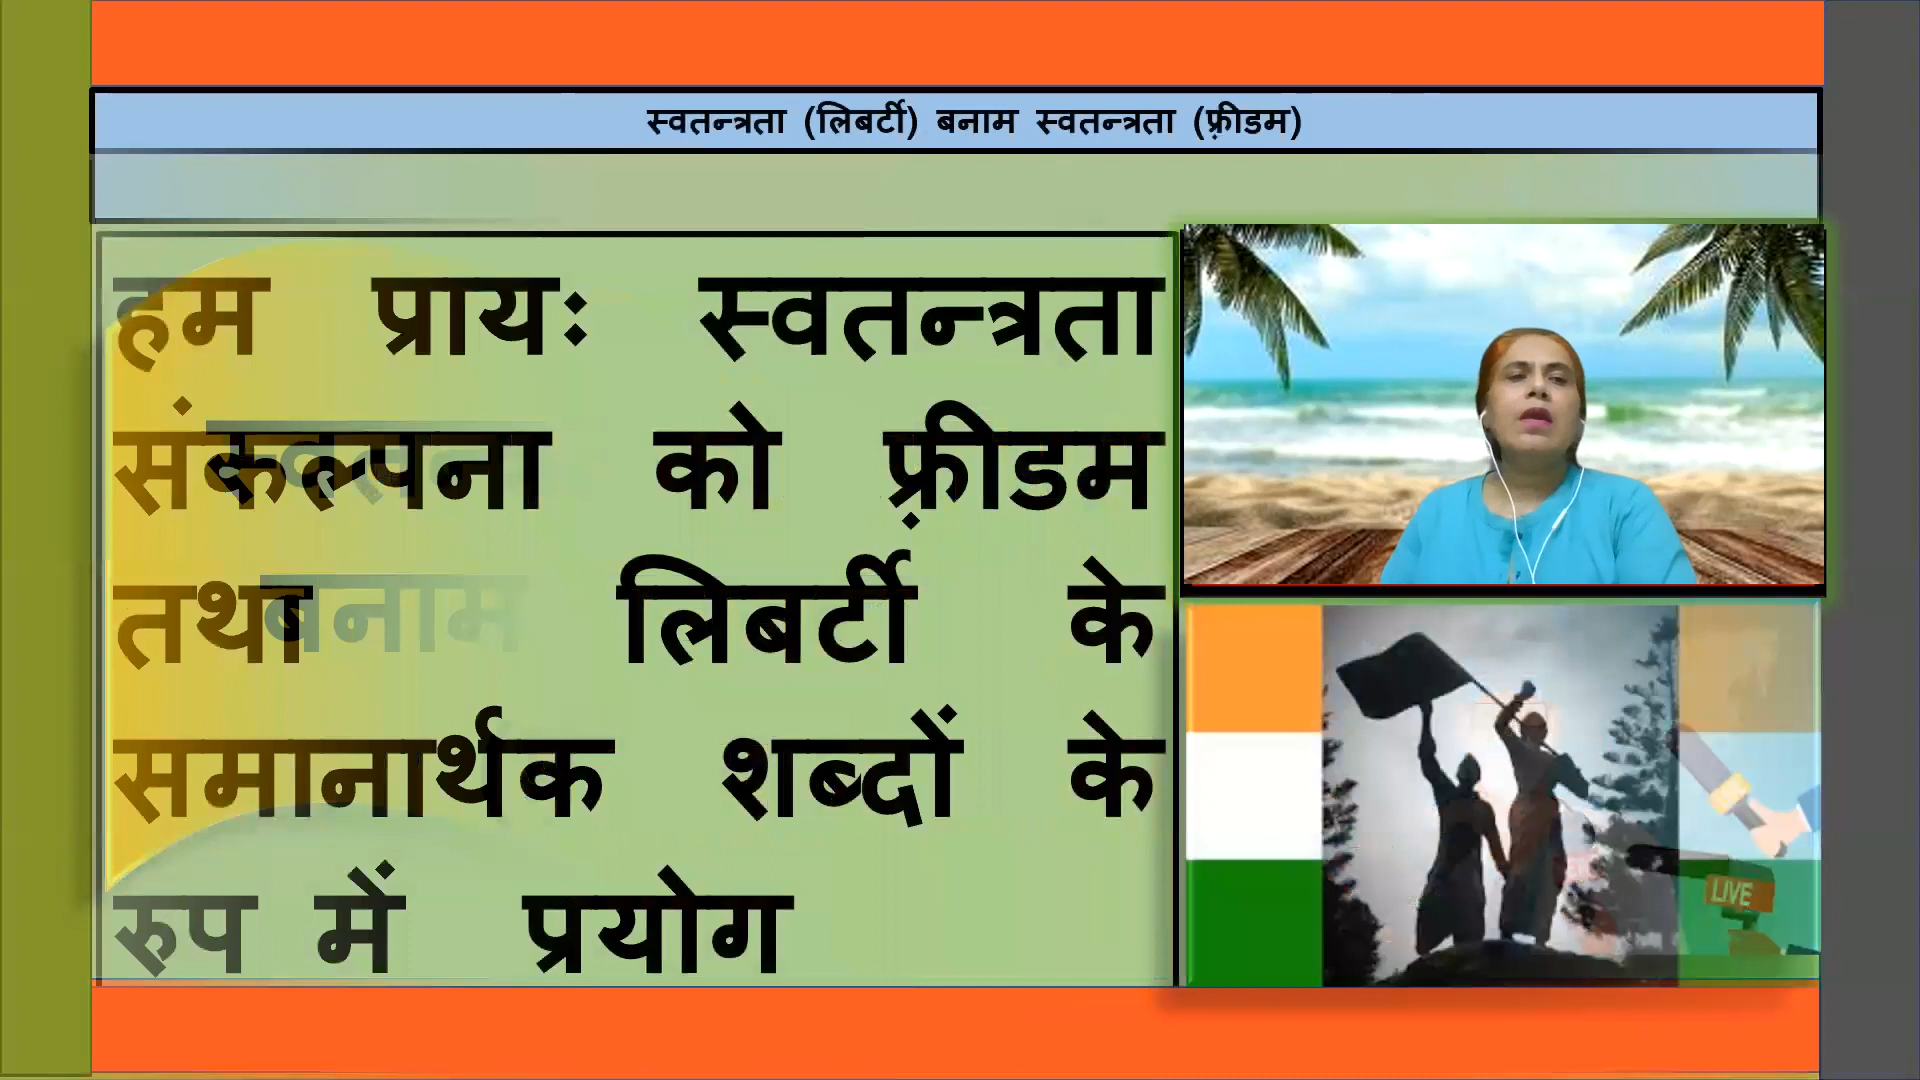 स्वतन्त्रता (लिबर्टी) बनाम स्वतन्त्रता (फ़्रीडम)
हम प्रायः स्वतन्त्रता
संकल्पना को फ़्रीडम
तथा लिबर्टी के
समानार्थक शब्दों के
रुप में प्रयोग
बनाम
LIVE